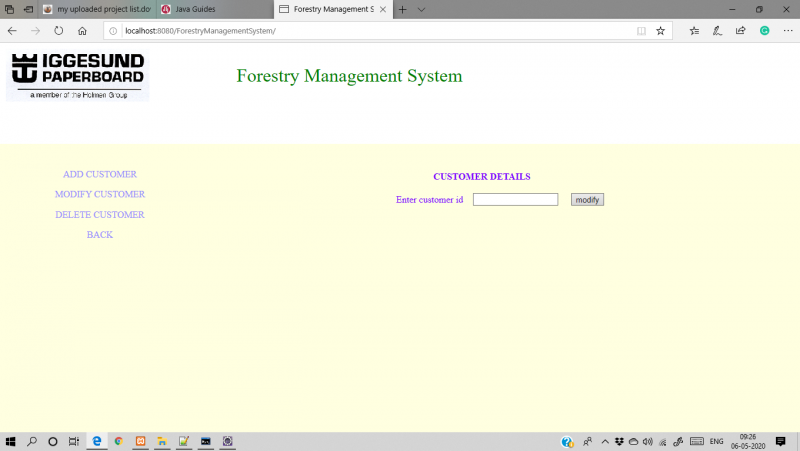 my uploaded project list.do
Java Guides
Forestry Management S
localhost:8080/ForestryManagementSystem/
IGGESUND
PAPERBOARD
a member of the Holmen Group
Forestry Management System
ADD CUSTOMER
MODIFY CUSTOMER
DELETE CUSTOMER
BACK
CUSTOMER DETAILS
Enter customer id
modify
ENG
09:26
06-05-2020